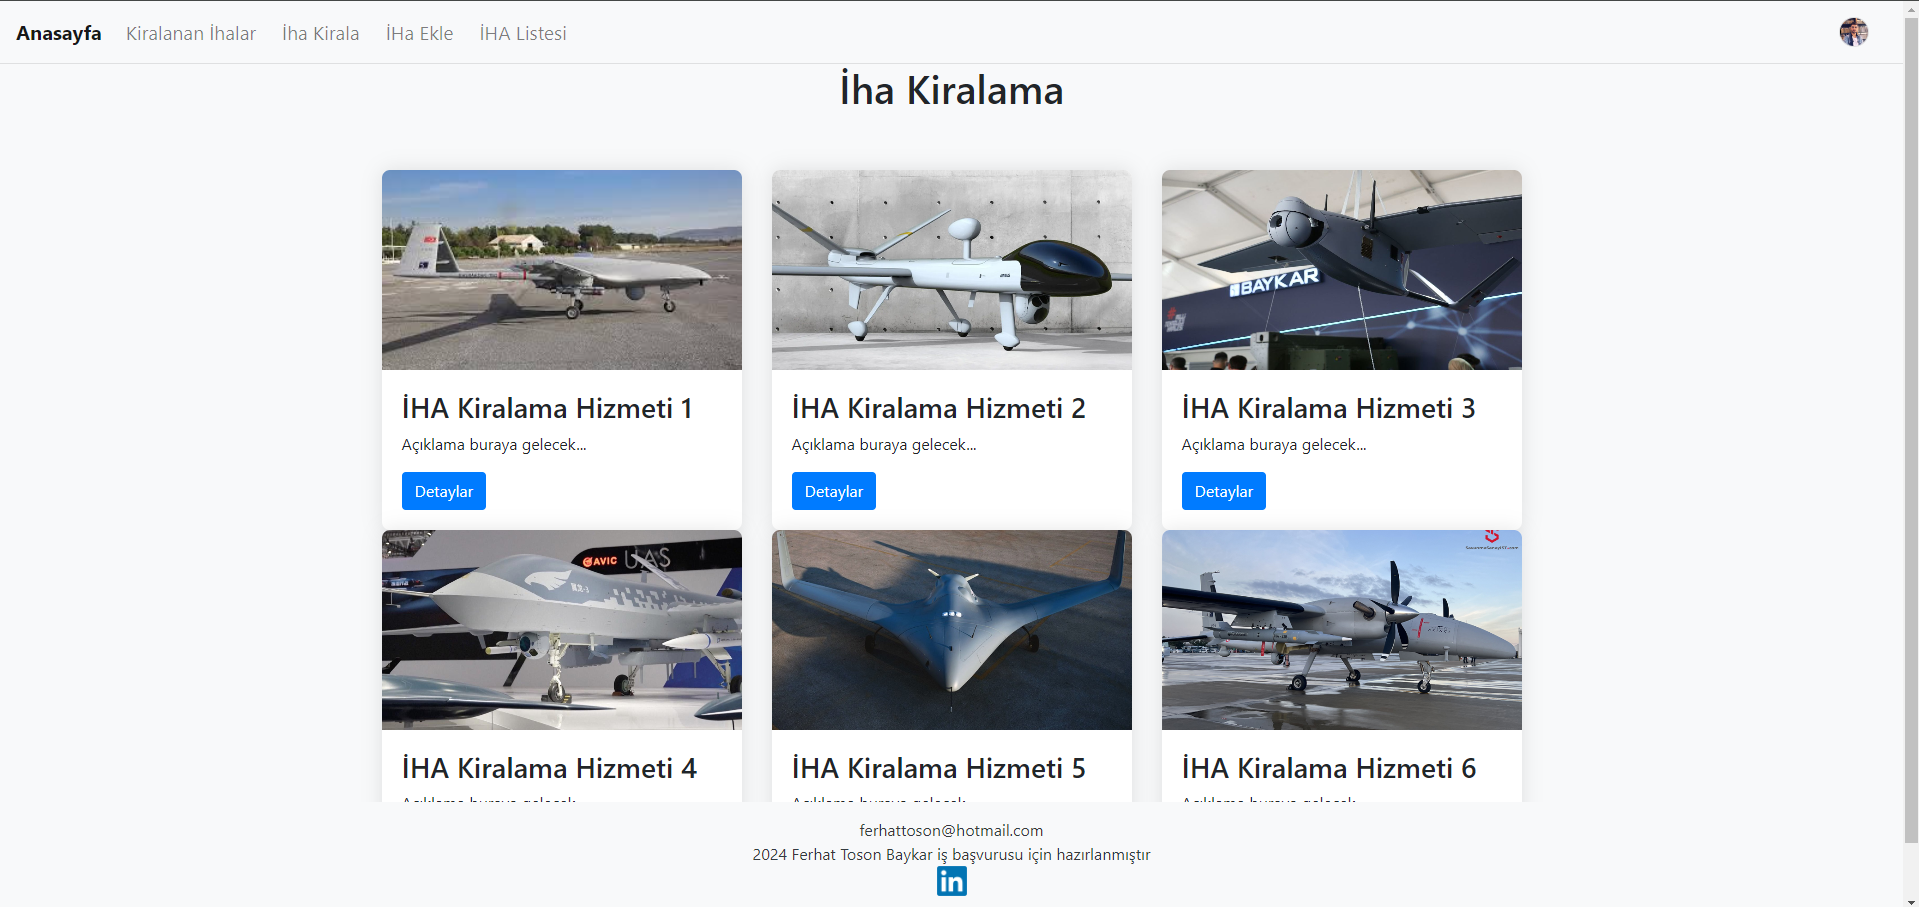 Anasayfa Kiralanan İhalar İha Kirala İHa Ekle İHA Listesi
İha Kiralama
BAYKAR
İHA Kiralama Hizmeti 1 İHA Kiralama Hizmeti 2 İHA Kiralama Hizmeti 3
Açıklama buraya gelecek... Açıklama buraya gelecek... Açıklama buraya gelecek...
Detaylar Detaylar Detaylar
AVIC UAS
İHA Kiralama Hizmeti 4 İHA Kiralama Hizmeti 5 İHA Kiralama Hizmeti 6
ferhattoson@hotmail.com
2024 Ferhat Toson Baykar iş başvurusu için hazırlanmıştır
in